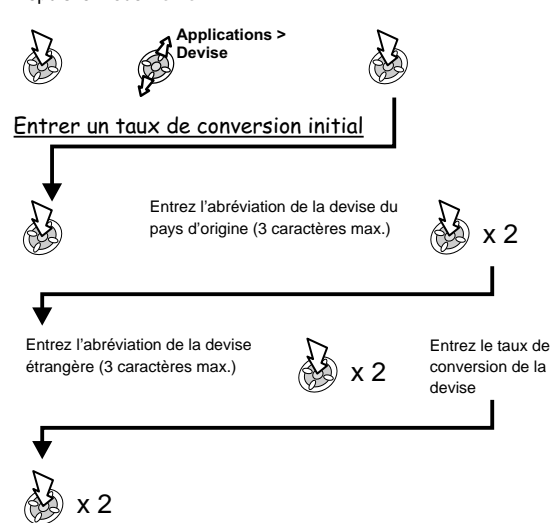 Applications >
Devise
Entrer un taux de conversion initial
Entrez l'abréviation de la devise du
pays d'origine (3 caractères max.)
x 2
Entrez l'abréviation de la devise
étrangère (3 caractères max.)
x 2
Entrez le taux de
conversion de la
devise
x 2